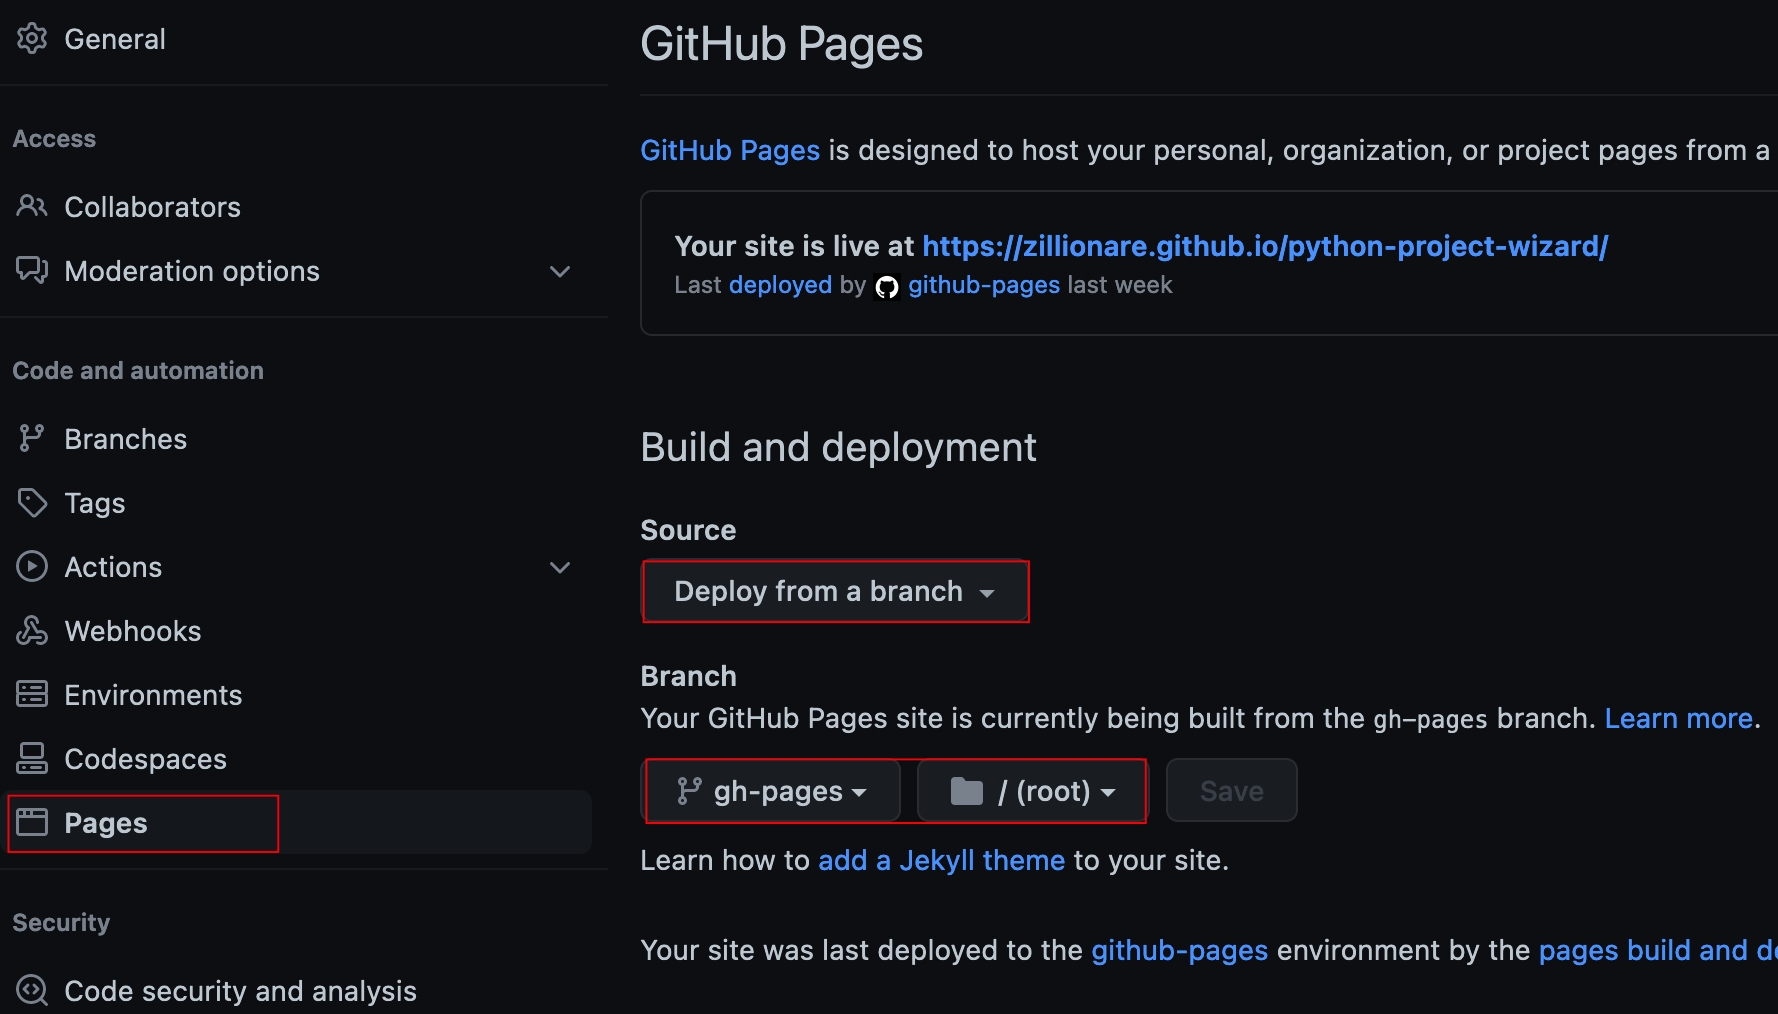 General
Access
Collaborators
Moderation options
Code and automation
Branches
Tags
Actions
Webhooks
Environments
Codespaces
Pages
Security
Code security and analysis
GitHub Pages
GitHub Pages is designed to host your personal, organization, or project pages from a
Your site is live at https://zillionare.github.io/python-project-wizard/
Last deployed by github-pages last week
Build and deployment
Source
Deploy from a branch
Branch
Your GitHub Pages site is currently being built from the gh-pages branch. Learn more.
gh-pages / (root) Save
Learn how to add a Jekyll theme to your site.
Your site was last deployed to the github-pages environment by the pages build and